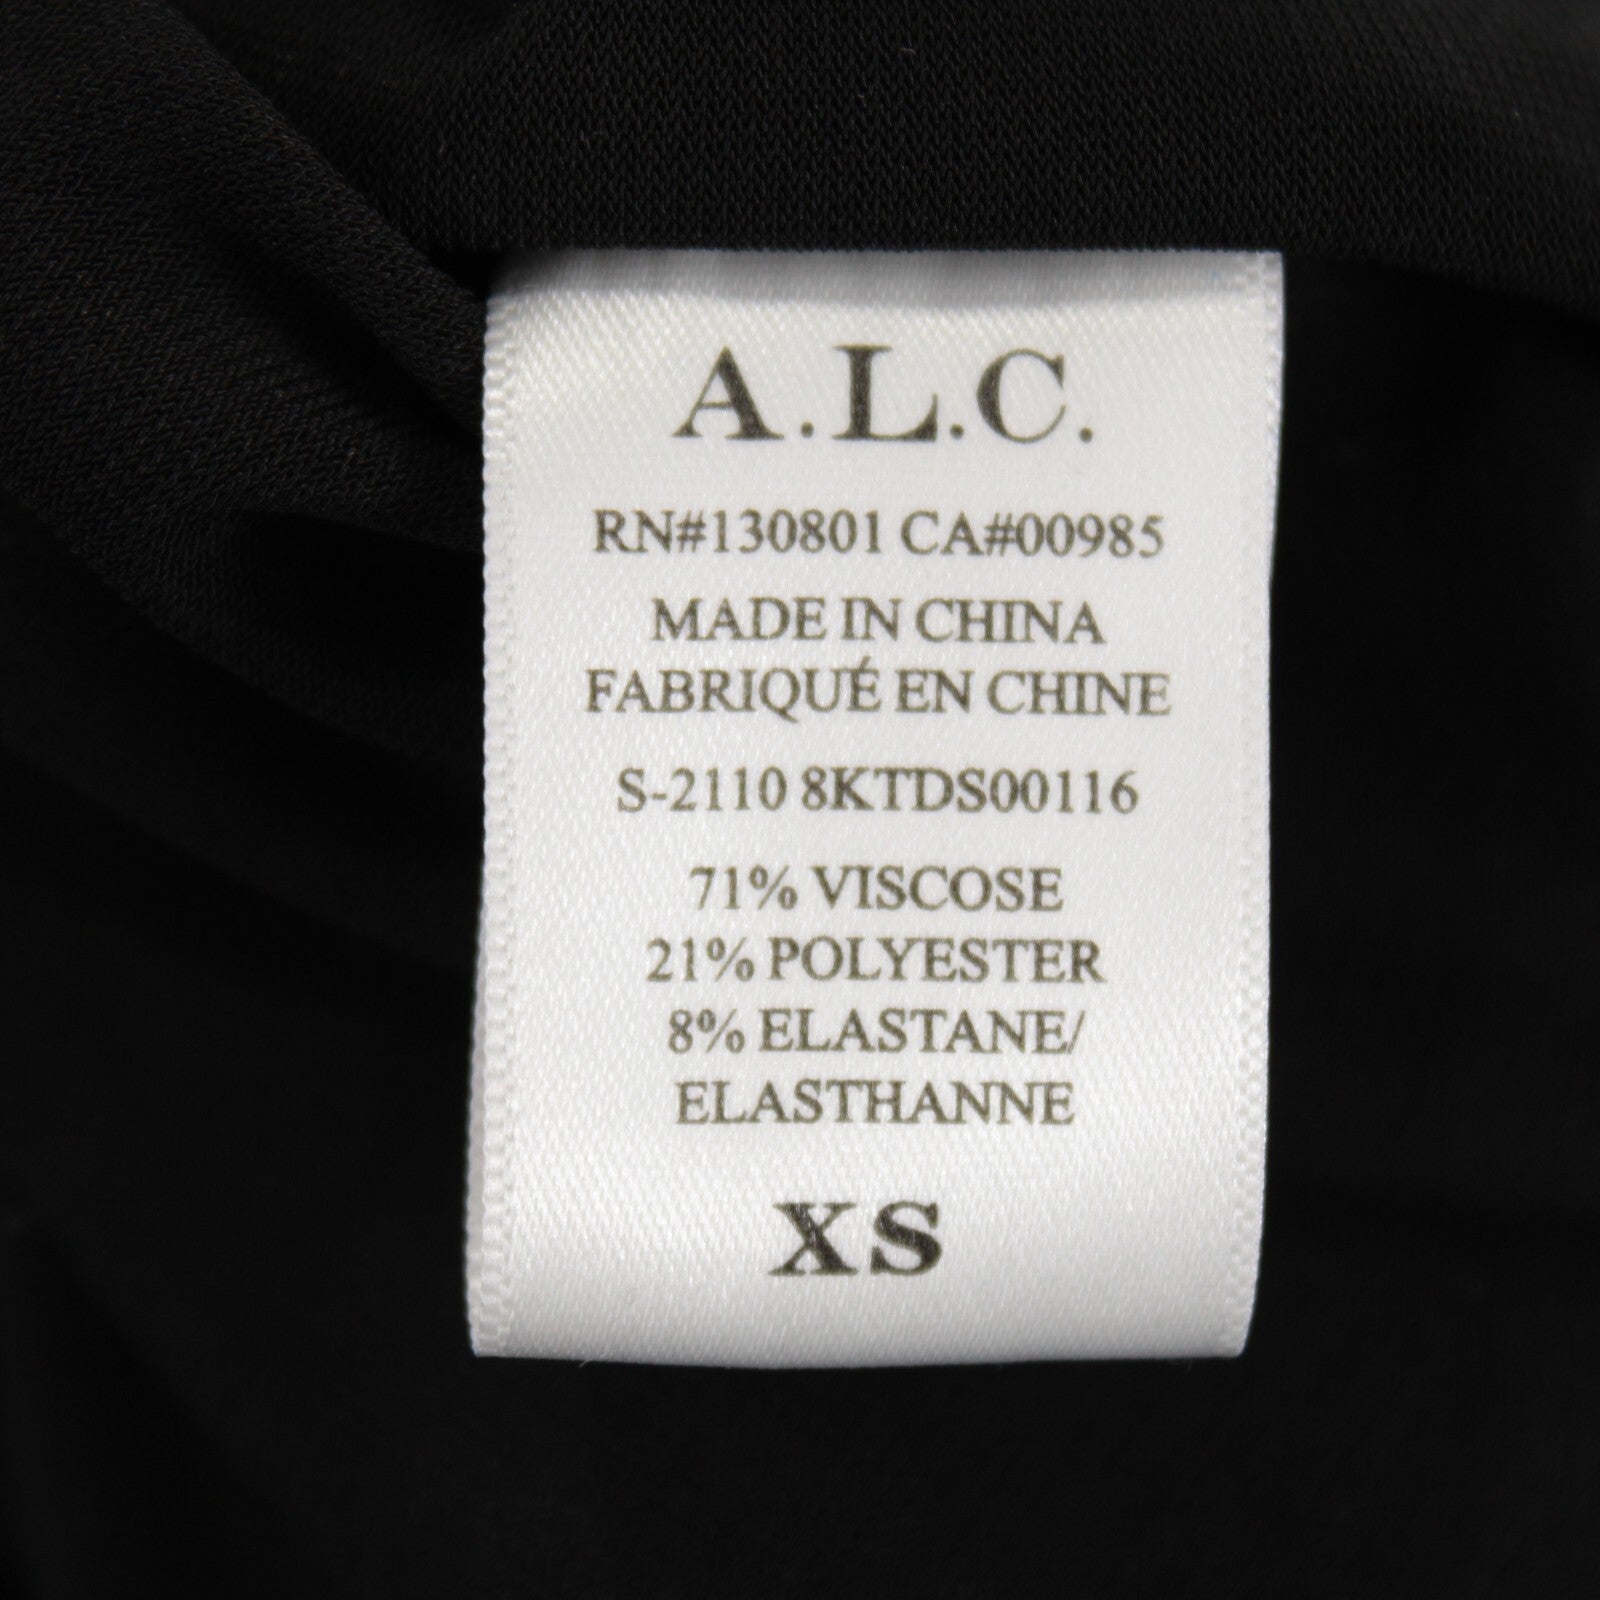 A.L.C.
RN#130801 CA#00985
MADE IN CHINA
FABRIQUÉ EN CHINE
S-2110 8KTDS00116
71% VISCOSE
21% POLYESTER
8% ELASTANE/
ELASTHANNE
XS